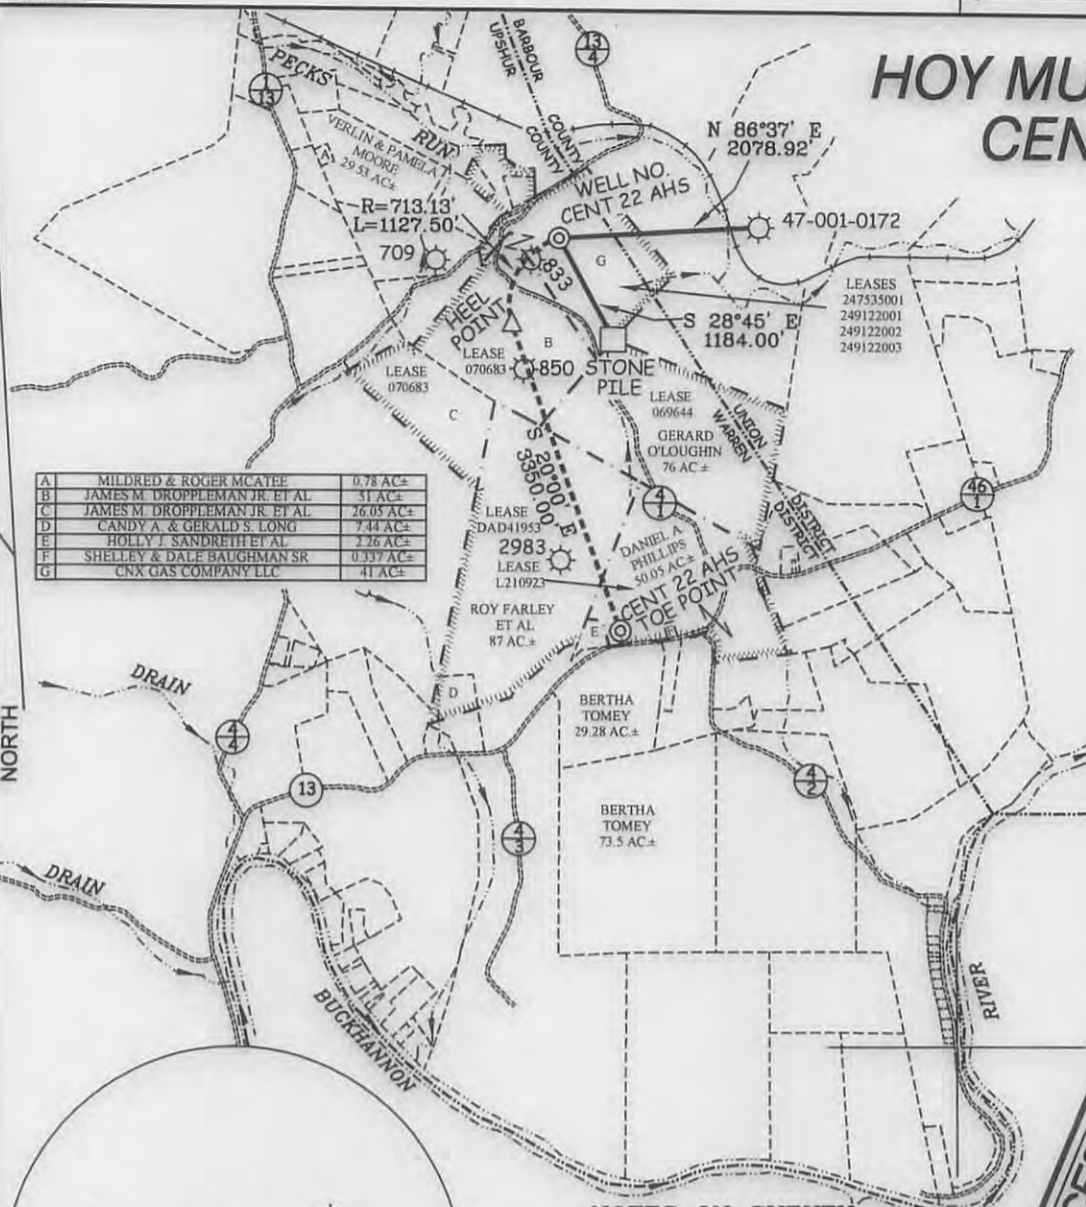 HOY MU
CEN
BARBOUR
UPSHUR
COUNTY
COUNTY
13
4
1
13
PECKS
RUN
VERLIN & PAMELA
MOORE
29.53 AC±
N 86°37' E
2078.92'
WELL NO.
CENT 22 AHS
R=713.13'
L=1127.50'
709
833
47-001-0172
G
LEASES
247535001
249122001
249122002
249122003
S 28°45' E
1184.00'
HEEL
POINT
LEASE
070683
B
850
STONE
PILE
LEASE
070683
C
LEASE
069644
GERARD
O'LOUGHIN
76 AC.±
UNION
WARREN
DISTRICT
DISTRICT
S 20°00' E
3350.00'
A MILDRED & ROGER MCATEE 0.78 AC±
B JAMES M. DROPPLEMAN JR. ET AL 51 AC±
C JAMES M. DROPPLEMAN JR. ET AL 26.05 AC±
D CANDY A. & GERALD S. LONG 7.44 AC±
E HOLLY J. SANDRETH ET AL 2.26 AC±
F SHELLEY & DALE BAUGHMAN SR 0.337 AC±
G CNX GAS COMPANY LLC 41 AC±
4
1
46
1
LEASE
DAD41953
2983
LEASE
L210923
DANIEL A
PHILLIPS
50.05 AC±
CENT 22 AHS
TOE POINT
ROY FARLEY
ET AL
87 AC.±
E
D
DRAIN
NORTH
4
4
BERTHA
TOMEY
29.28 AC.±
13
4
2
4
3
BERTHA
TOMEY
73.5 AC.±
DRAIN
BUCKHANNON
RIVER